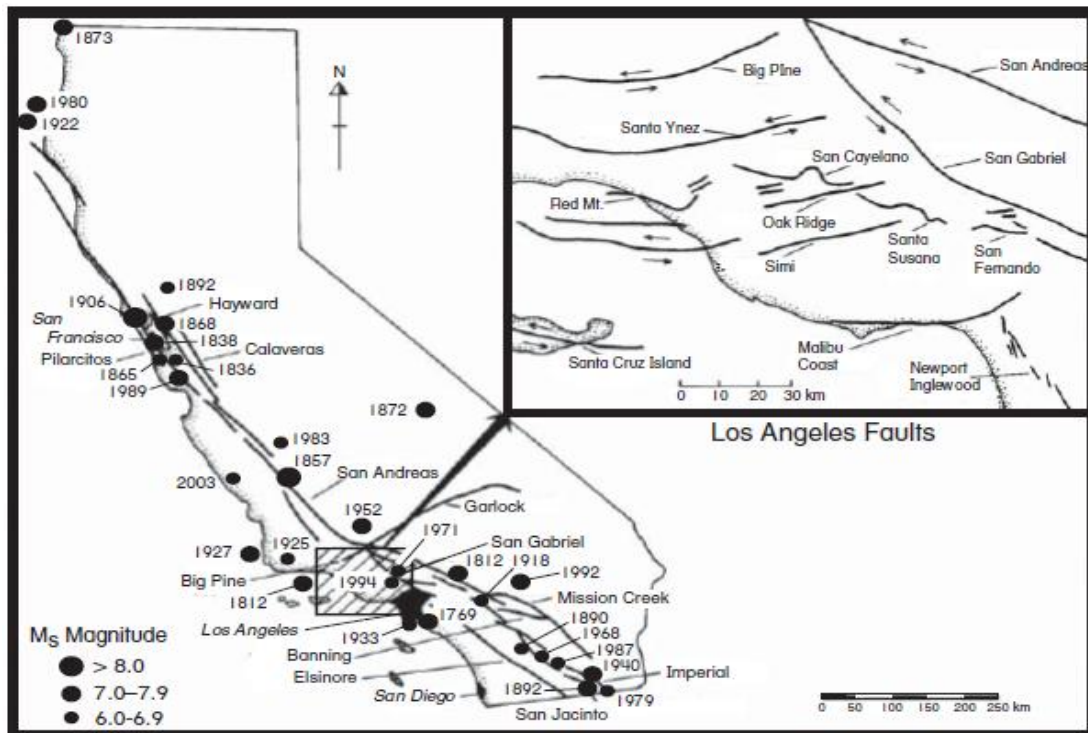 1873
1980
1922
N
1892
1906
Hayward
San
Francisco
1868
1838
Pilarcitos
Calaveras
1865
1836
1989
1872
1983
1857
2003
San Andreas
1952
Garlock
1971
1927
1925
San Gabriel
1812
1918
Big Pine
1994
1992
1812
Mission Creek
1769
1890
Los Angeles
1968
1933
1987
Banning
1940
Elsinore
Imperial
San Diego
1892
1979
San Jacinto
Ms Magnitude
> 8.0
7.0–7.9
6.0-6.9
0 50 100 150 200 250 km
Big PIne
San Andreas
Santa Ynez
San Cayelano
San Gabriel
Red Mt.
Oak Ridge
Simi
Santa
Susana
San
Fernando
Santa Cruz Island
Malibu
Coast
Newport
Inglewood
0 10 20 30 km
Los Angeles Faults